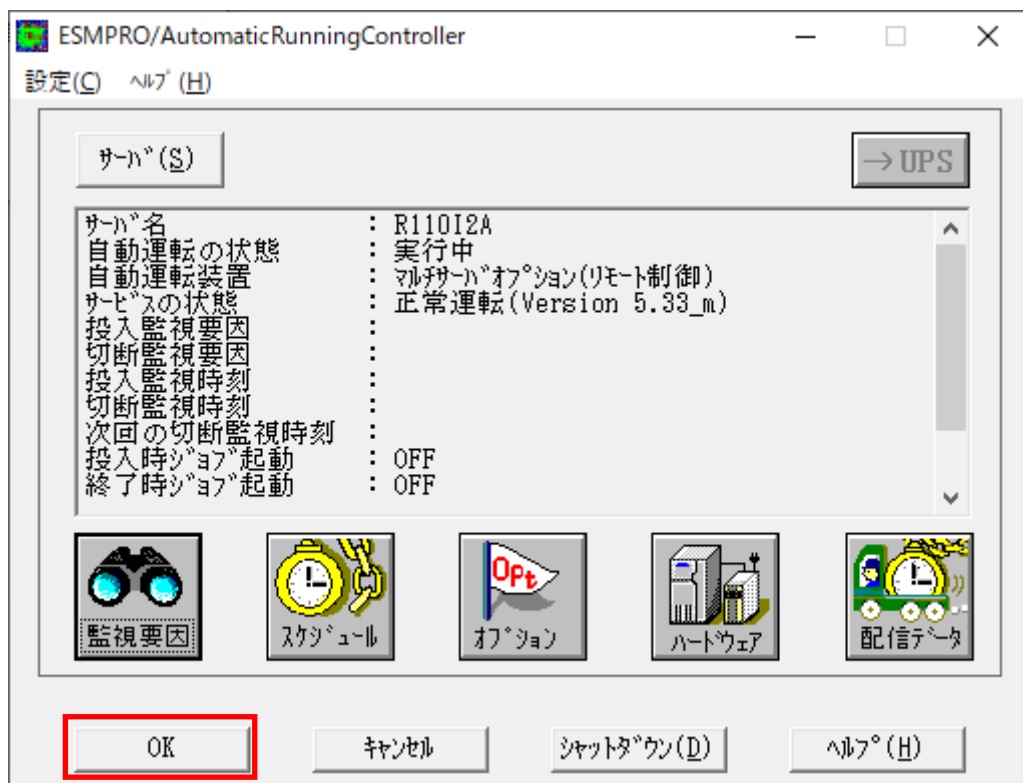 ESMPRO/AutomaticRunningController
設定(C) ヘルプ(H)
サーバ(S)
→UPS
サーバ名 : R110I2A
自動運転の状態 : 実行中
自動運転装置 : マルチサーバオプション(リモート制御)
サービスの状態 : 正常運転(Version 5.33_m)
投入監視要因 :
切断監視要因 :
投入監視時刻 :
切断監視時刻 :
次回の切断監視時刻 :
投入時ジョブ起動 : OFF
終了時ジョブ起動 : OFF
Opt
監視要因 スケジュール オプション ハードウェア 配信データ
OK キャンセル シャットダウン(D) ヘルプ(H)